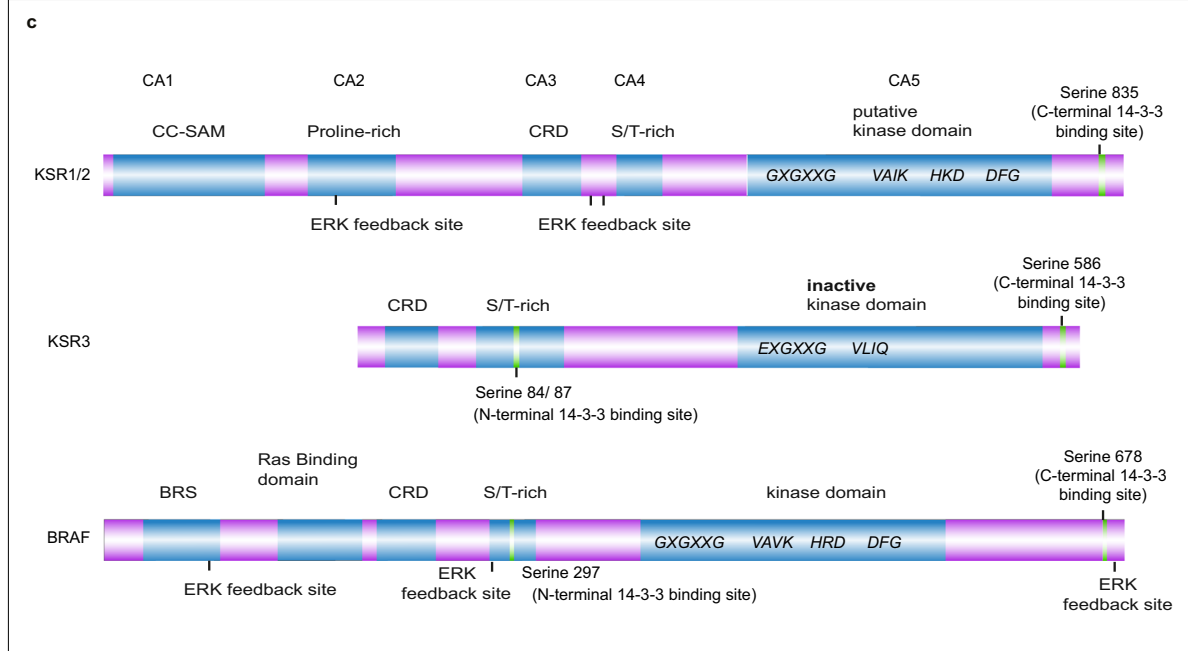 c
CA1 CA2 CA3 CA4 CA5
Serine 835
(C-terminal 14-3-3
binding site)
CC-SAM Proline-rich CRD S/T-rich
putative
kinase domain
KSR1/2
GXGXXG VAIK HKD DFG
ERK feedback site ERK feedback site
Serine 586
(C-terminal 14-3-3
binding site)
CRD S/T-rich
inactive
kinase domain
KSR3
EXGXXG VLIQ
Serine 84/ 87
(N-terminal 14-3-3 binding site)
Serine 678
(C-terminal 14-3-3
binding site)
BRS
Ras Binding
domain
CRD S/T-rich kinase domain
BRAF
GXGXXG VAVK HRD DFG
ERK feedback site
ERK
feedback site
Serine 297
(N-terminal 14-3-3 binding site)
ERK
feedback site